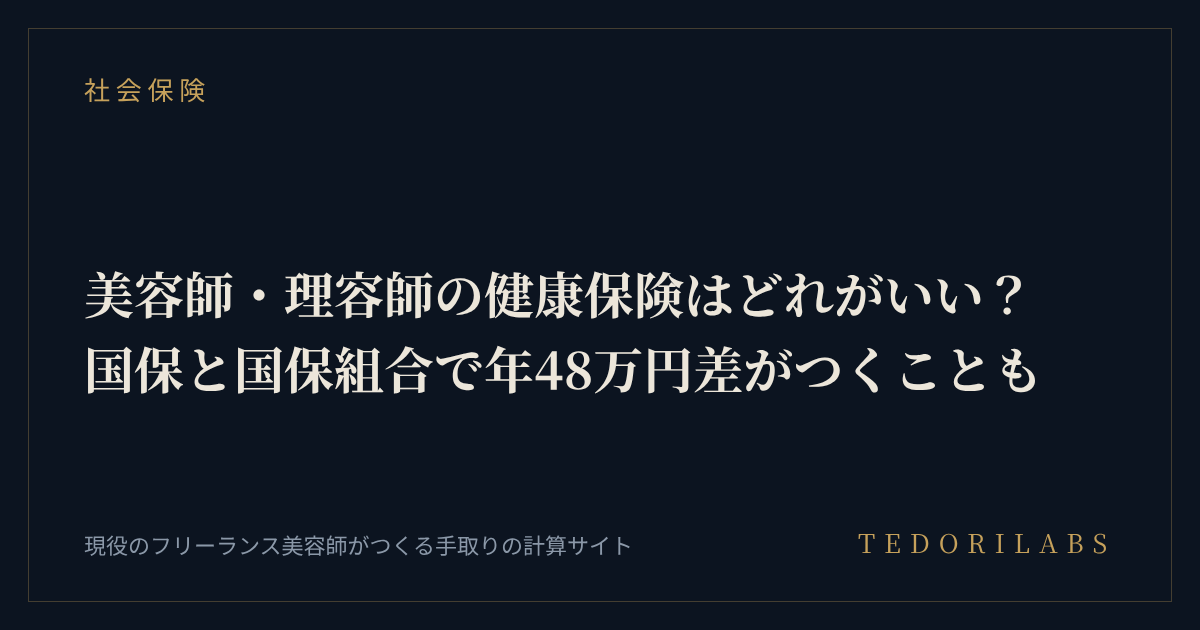 社会保険
美容師・理容師の健康保険はどれがいい？
国保と国保組合で年48万円差がつくことも
現役のフリーランス美容師がつくる手取りの計算サイト
TEDORILABS